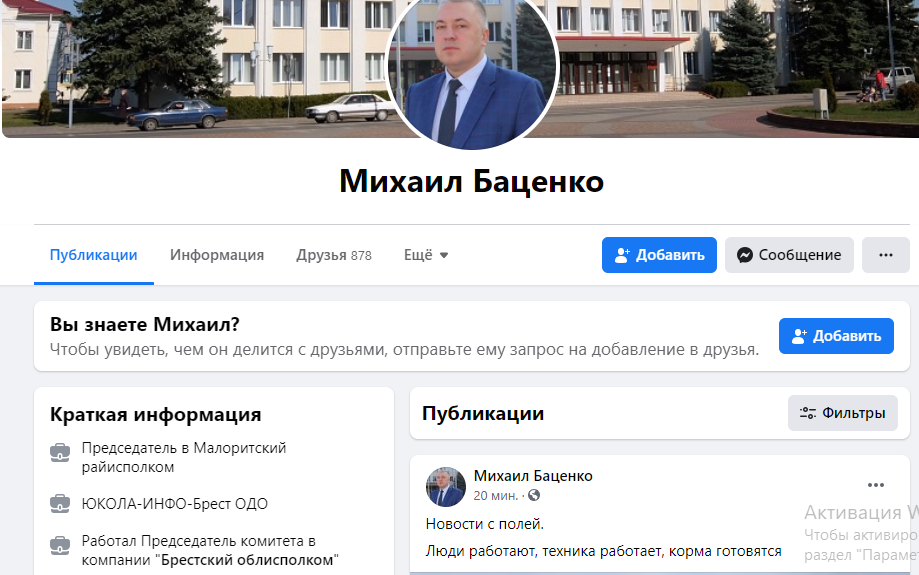 Михаил Баценко
Публикации
Информация
Друзья 878
Ещё
Добавить
Сообщение
Вы знаете Михаил?
Чтобы увидеть, чем он делится с друзьями, отправьте ему запрос на добавление в друзья.
Добавить
Краткая информация
Председатель в Малоритский
райисполком
ЮКОЛА-ИНФО-Брест ОДО
Работал Председатель комитета в
компании "Брестский облисполком"
Публикации
Фильтры
Михаил Баценко
20 мин. ·
Новости с полей.
Люди работают, техника работает, корма готовятся
Активация W
Чтобы активиро
раздел "Параме